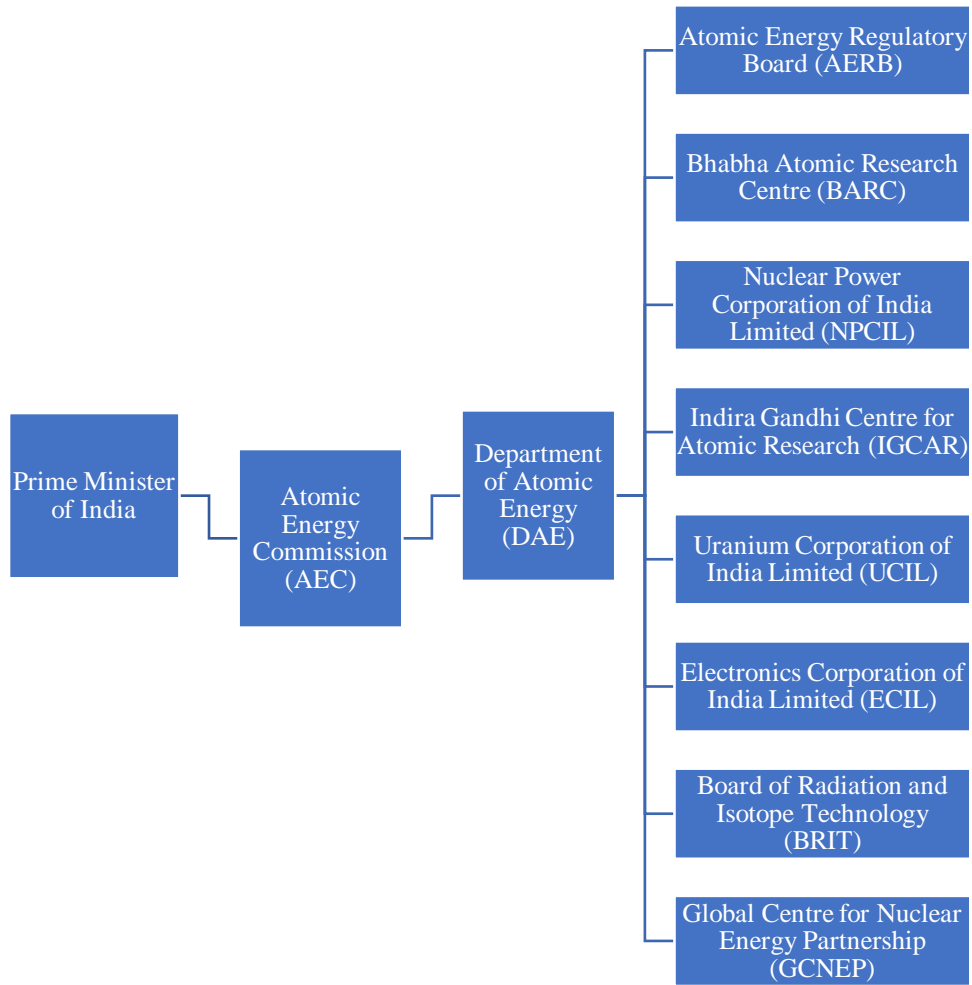 Prime Minister
of India
Atomic
Energy
Commission
(AEC)
Department
of Atomic
Energy
(DAE)
Atomic Energy Regulatory
Board (AERB)
Bhabha Atomic Research
Centre (BARC)
Nuclear Power
Corporation of India
Limited (NPCIL)
Indira Gandhi Centre for
Atomic Research (IGCAR)
Uranium Corporation of
India Limited (UCIL)
Electronics Corporation of
India Limited (ECIL)
Board of Radiation and
Isotope Technology
(BRIT)
Global Centre for Nuclear
Energy Partnership
(GCNEP)